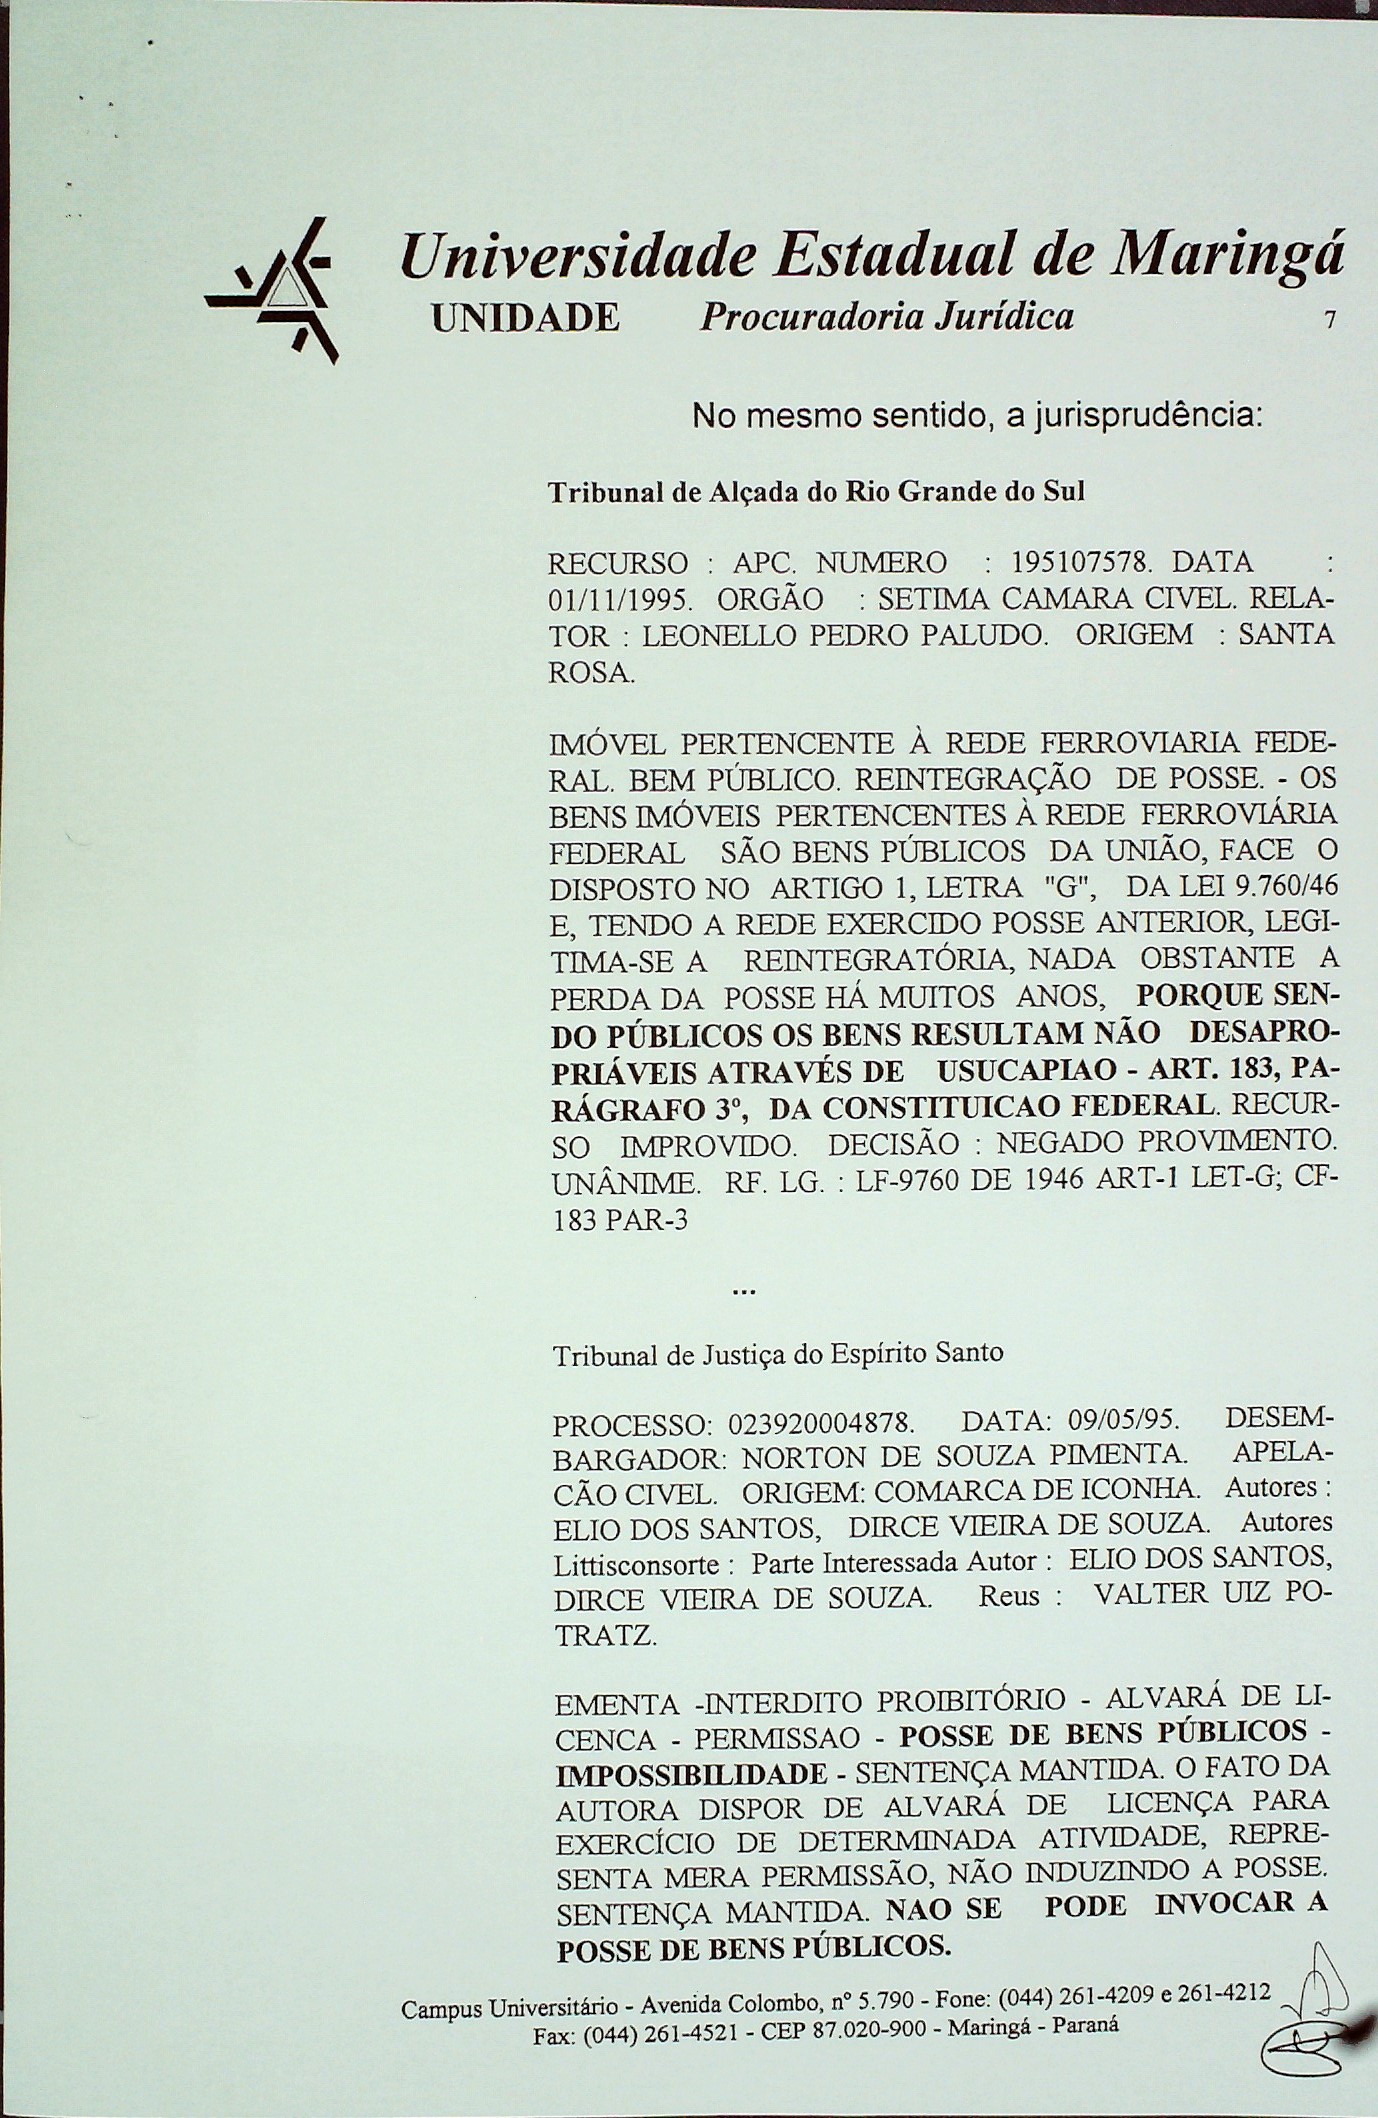 Universidade Estadual de Maringá
UNIDADE Procuradoria Jurídica 7
No mesmo sentido, a jurisprudência:
Tribunal de Alçada do Rio Grande do Sul
RECURSO : APC. NUMERO : 195107578. DATA :
01/11/1995. ORGÃO : SETIMA CAMARA CIVEL. RELA-
TOR : LEONELLO PEDRO PALUDO. ORIGEM : SANTA
ROSA.
IMÓVEL PERTENCENTE À REDE FERROVIARIA FEDE-
RAL. BEM PÚBLICO. REINTEGRAÇÃO DE POSSE. - OS
BENS IMÓVEIS PERTENCENTES À REDE FERROVIÁRIA
FEDERAL SÃO BENS PÚBLICOS DA UNIÃO, FACE O
DISPOSTO NO ARTIGO 1, LETRA "G", DA LEI 9.760/46
E, TENDO A REDE EXERCIDO POSSE ANTERIOR, LEGI-
TIMA-SE A REINTEGRATÓRIA, NADA OBSTANTE A
PERDA DA POSSE HÁ MUITOS ANOS, PORQUE SEN-
DO PÚBLICOS OS BENS RESULTAM NÃO DESAPRO-
PRIÁVEIS ATRAVÉS DE USUCAPIAO - ART. 183, PA-
RÁGRAFO 3º, DA CONSTITUICAO FEDERAL. RECUR-
SO IMPROVIDO. DECISÃO : NEGADO PROVIMENTO.
UNÂNIME. RF. LG. : LF-9760 DE 1946 ART-1 LET-G; CF-
183 PAR-3
...
Tribunal de Justiça do Espírito Santo
PROCESSO: 023920004878. DATA: 09/05/95. DESEM-
BARGADOR: NORTON DE SOUZA PIMENTA. APELA-
CÃO CIVEL. ORIGEM: COMARCA DE ICONHA. Autores :
ELIO DOS SANTOS, DIRCE VIEIRA DE SOUZA. Autores
Littisconsorte : Parte Interessada Autor : ELIO DOS SANTOS,
DIRCE VIEIRA DE SOUZA. Reus : VALTER UIZ PO-
TRATZ.
EMENTA -INTERDITO PROIBITÓRIO - ALVARÁ DE LI-
CENCA - PERMISSAO - POSSE DE BENS PÚBLICOS -
IMPOSSIBILIDADE - SENTENÇA MANTIDA. O FATO DA
AUTORA DISPOR DE ALVARÁ DE LICENÇA PARA
EXERCÍCIO DE DETERMINADA ATIVIDADE, REPRE-
SENTA MERA PERMISSÃO, NÃO INDUZINDO A POSSE.
SENTENÇA MANTIDA. NAO SE PODE INVOCAR A
POSSE DE BENS PÚBLICOS.
Campus Universitário - Avenida Colombo, nº 5.790 - Fone: (044) 261-4209 e 261-4212
Fax: (044) 261-4521 - CEP 87.020-900 - Maringá - Paraná